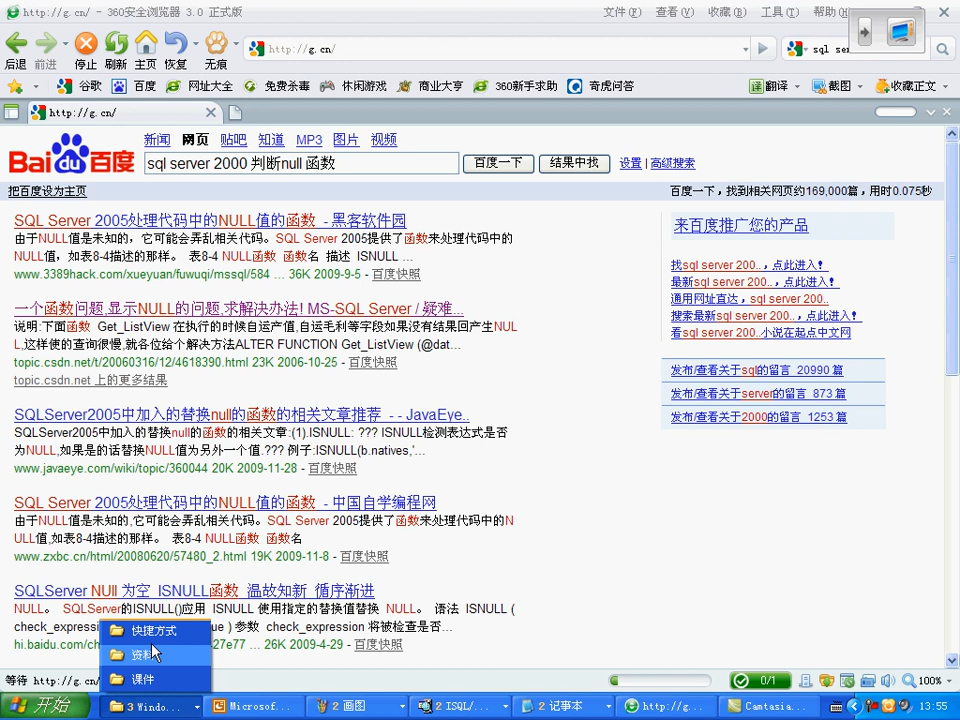 http://g.cn/ - 360安全浏览器 3.0 正式版
文件(F) 查看(V) 收藏(B) 工具(T) 帮助(H
后退 前进 停止 刷新 主页 恢复 无痕
http://g.cn/
sql ser
谷歌 百度 网址大全 免费杀毒 休闲游戏 商业大亨 360新手求助 奇虎问答 翻译 截图 收藏正文
http://g.cn/
新闻 网页 贴吧 知道 MP3 图片 视频
Bai du 百度
sql server 2000 判断null 函数
百度一下 结果中找 设置 | 高级搜索
把百度设为主页
百度一下，找到相关网页约169,000篇，用时0.075秒
SQL Server 2005处理代码中的NULL值的函数 - 黑客软件园
由于NULL值是未知的，它可能会弄乱相关代码。SQL Server 2005提供了函数来处理代码中的
NULL值，如表8-4描述的那样。 表8-4 NULL函数 函数名 描述 ISNULL ...
www.3389hack.com/xueyuan/fuwuqi/mssql/584 ... 36K 2009-9-5 - 百度快照
一个函数问题,显示NULL的问题,求解决办法! MS-SQL Server / 疑难...
说明:下面函数 Get_ListView 在执行的时候自运产值,自运毛利等字段如果没有结果回产生NUL
L,这样使的查询很慢,就各位给个解决方法ALTER FUNCTION Get_ListView (@dat...
topic.csdn.net/t/20060316/12/4618390.html 23K 2006-10-25 - 百度快照
topic.csdn.net 上的更多结果
SQLServer2005中加入的替换null的函数的相关文章推荐 - - JavaEye..
SQLServer2005中加入的替换null的函数的相关文章:(1).ISNULL: ??? ISNULL检测表达式是否
为NULL,如果是的话替换NULL值为另外一个值.??? 例子:ISNULL(b.natives,'...
www.javaeye.com/wiki/topic/360044 20K 2009-11-28 - 百度快照
SQL Server 2005处理代码中的NULL值的函数 - 中国自学编程网
由于NULL值是未知的,它可能会弄乱相关代码。SQL Server 2005提供了函数来处理代码中的N
ULL值,如表8-4描述的那样。 表8-4 NULL函数 函数名
www.zxbc.cn/html/20080620/57480_2.html 19K 2009-11-8 - 百度快照
SQLServer NUll 为空 ISNULL函数 温故知新 循序渐进
NULL。 SQLServer的ISNULL()应用 ISNULL 使用指定的替换值替换 NULL。 语法 ISNULL (
check_expressi ue ) 参数 check_expression 将被检查是否...
hi.baidu.com/ch 27e77 ... 26K 2009-4-29 - 百度快照
来百度推广您的产品
找sql server 200..，点此进入!
最新sql server 200..，点此进入!
通用网址直达，sql server 200..
搜索最新sql server 200..，点此进入!
看sql server 200..小说在起点中文网
发布/查看关于sql的留言 20990 篇
发布/查看关于server的留言 873 篇
发布/查看关于2000的留言 1253 篇
快捷方式
资料
课件
等待 http://g.cn/
0/1
100%
开始 3 Windo... Microsof... 2 画图 2 ISQL/... 2 记事本 http://g... Camtasia... 13:55